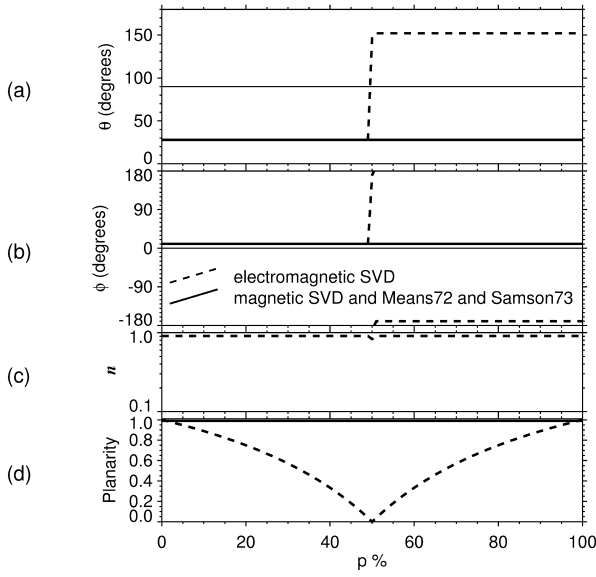 (a)
θ (degrees)
150
100
50
0
(b)
φ (degrees)
180
90
0
-90
-180
electromagnetic SVD
magnetic SVD and Means72 and Samson73
(c)
n
1.0
0.1
(d)
Planarity
1.0
0.8
0.6
0.4
0.2
0.0
0 20 40 60 80 100
p %